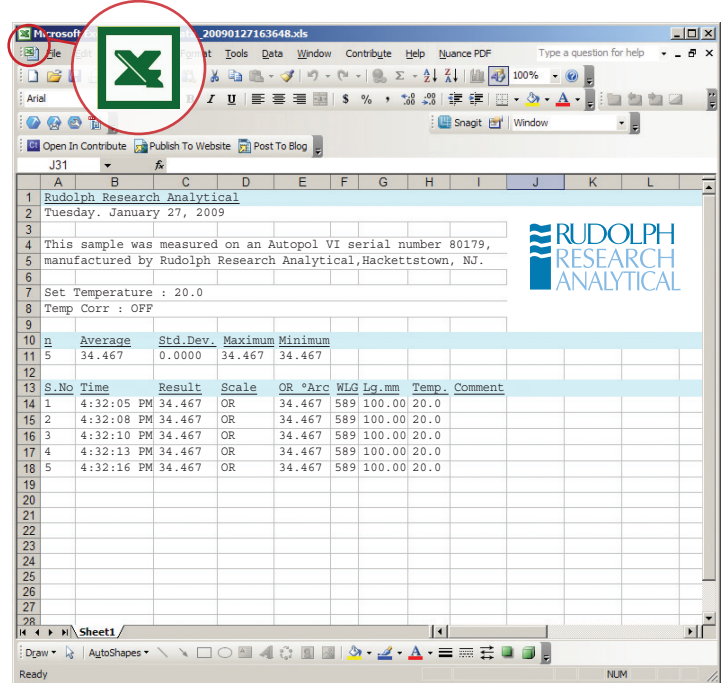 Microsof 20090127163648.xls
File mat Tools Data Window Contribute Help Nuance PDF Type a question for help
Σ 100%
Arial B I U $ % ,
Snagit Window
Open In Contribute Publish To Website Post To Blog
J31 fx
A B C D E F G H I J K L
1 Rudolph Research Analytical
2 Tuesday. January 27, 2009
3
4 This sample was measured on an Autopol VI serial number 80179,
5 manufactured by Rudolph Research Analytical,Hackettstown, NJ.
6
7 Set Temperature : 20.0
8 Temp Corr : OFF
9
RUDOLPH
RESEARCH
ANALYTICAL
10 n Average Std.Dev. Maximum Minimum
11 5 34.467 0.0000 34.467 34.467
12
13 S.No Time Result Scale OR °Arc WLG Lg.mm Temp. Comment
14 1 4:32:05 PM 34.467 OR 34.467 589 100.00 20.0
15 2 4:32:08 PM 34.467 OR 34.467 589 100.00 20.0
16 3 4:32:10 PM 34.467 OR 34.467 589 100.00 20.0
17 4 4:32:13 PM 34.467 OR 34.467 589 100.00 20.0
18 5 4:32:16 PM 34.467 OR 34.467 589 100.00 20.0
19
20
21
22
23
24
25
26
27
28
Sheet1
Draw AutoShapes A
Ready NUM